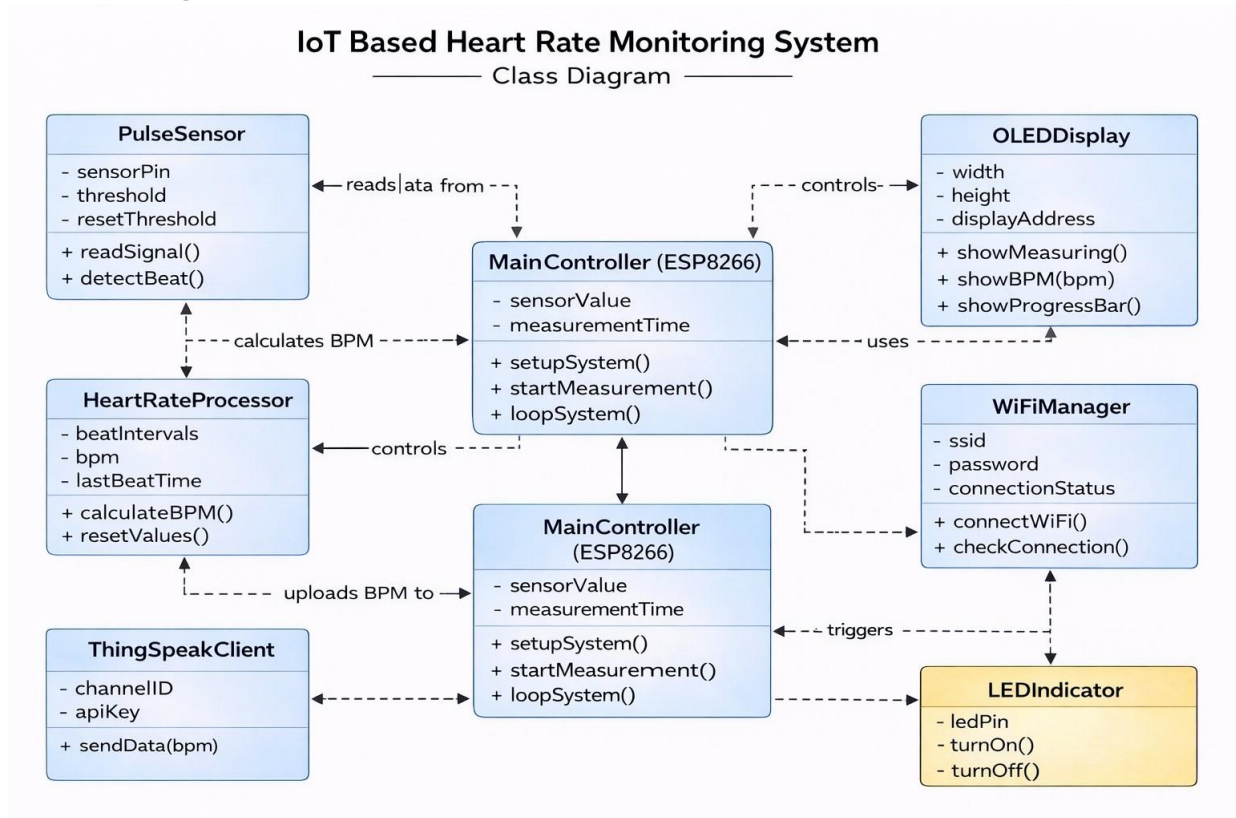 IoT Based Heart Rate Monitoring System
Class Diagram
PulseSensor
- sensorPin
- threshold
- resetThreshold
+ readSignal()
+ detectBeat()
reads|ata from
controls-
OLEDDisplay
- width
- height
- displayAddress
+ showMeasuring()
+ showBPM(bpm)
+ showProgressBar()
MainController (ESP8266)
- sensorValue
- measurementTime
+ setupSystem()
+ startMeasurement()
+ loopSystem()
calculates BPM
uses
HeartRateProcessor
- beatIntervals
- bpm
- lastBeatTime
+ calculateBPM()
+ resetValues()
controls
WiFiManager
- ssid
- password
- connectionStatus
+ connectWiFi()
+ checkConnection()
MainController
(ESP8266)
- sensorValue
- measurementTime
+ setupSystem()
+ startMeasurement()
+ loopSystem()
uploads BPM to
triggers
ThingSpeakClient
- channelID
- apiKey
+ sendData(bpm)
LEDIndicator
- ledPin
- turnOn()
- turnOff()